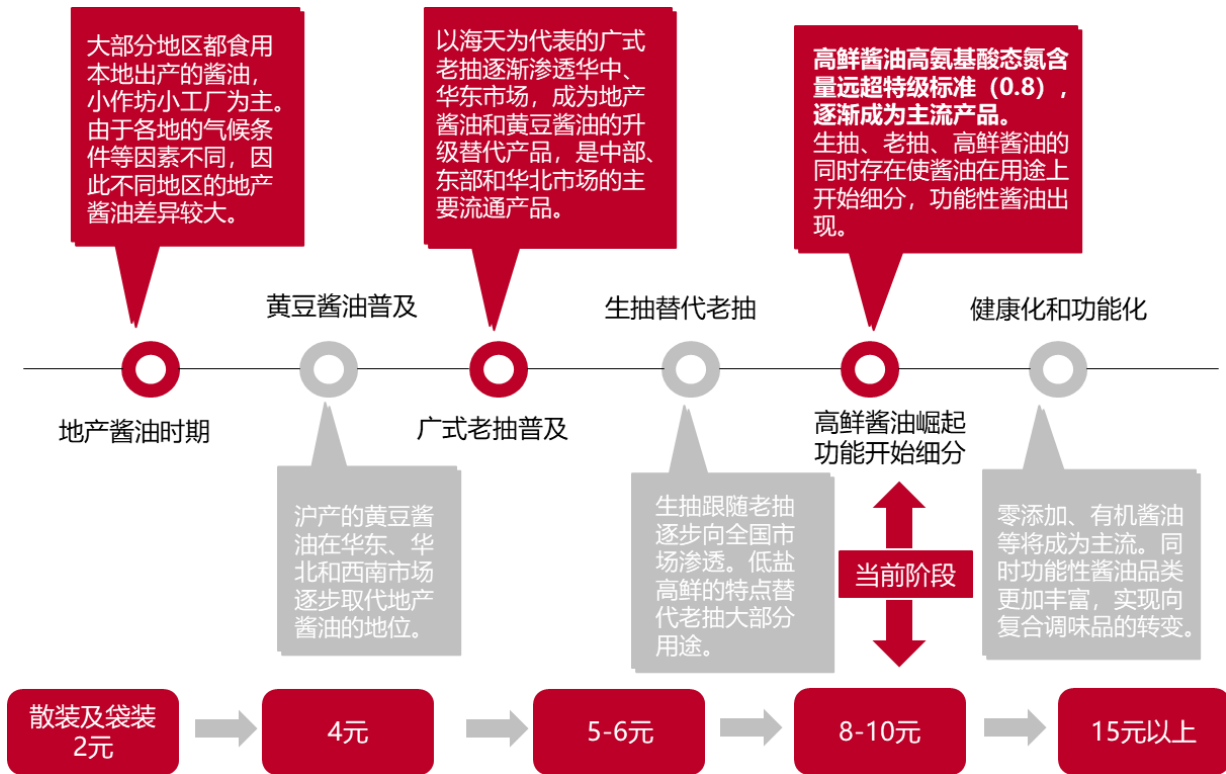 大部分地区都食用
本地出产的酱油，
小作坊小工厂为主。
由于各地的气候条
件等因素不同，因
此不同地区的地产
酱油差异较大。
以海天为代表的广式
老抽逐渐渗透华中、
华东市场，成为地产
酱油和黄豆酱油的升
级替代产品，是中部、
东部和华北市场的主
要流通产品。
高鲜酱油高氨基酸态氮含
量远超特级标准（0.8），
逐渐成为主流产品。
生抽、老抽、高鲜酱油的
同时存在使酱油在用途上
开始细分，功能性酱油出
现。
黄豆酱油普及
生抽替代老抽
健康化和功能化
地产酱油时期
广式老抽普及
高鲜酱油崛起
功能开始细分
沪产的黄豆酱
油在华东、华
北和西南市场
逐步取代地产
酱油的地位。
生抽跟随老抽
逐步向全国市
场渗透。低盐
高鲜的特点替
代老抽大部分
用途。
当前阶段
零添加、有机酱油
等将成为主流。同
时功能性酱油品类
更加丰富，实现向
复合调味品的转变。
散装及袋装
2元
4元
5-6元
8-10元
15元以上